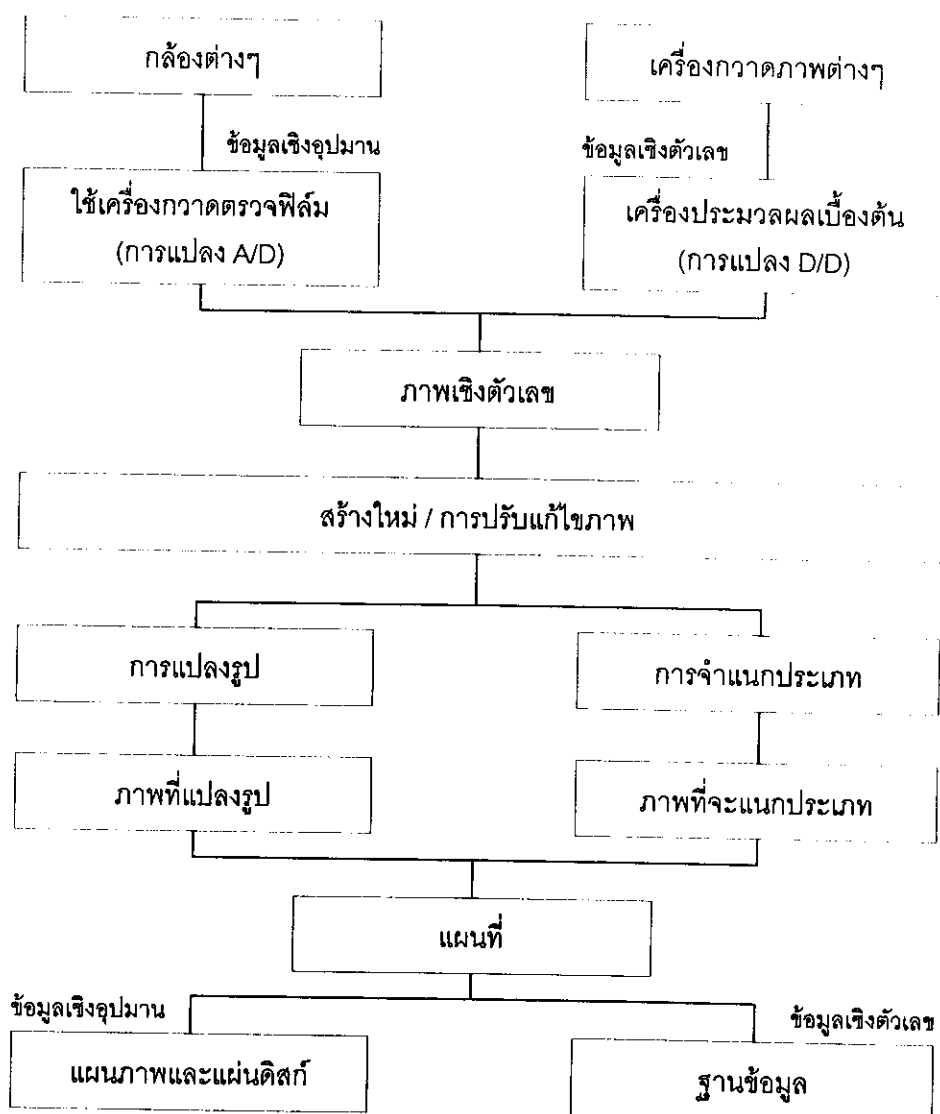 กล้องต่างๆ
เครื่องกวาดภาพต่างๆ
ข้อมูลเชิงอุปมาน
ข้อมูลเชิงตัวเลข
ใช้เครื่องกวาดตรวจฟิล์ม
(การแปลง A/D)
เครื่องประมวลผลเบื้องต้น
(การแปลง D/D)
ภาพเชิงตัวเลข
สร้างใหม่ / การปรับแก้ไขภาพ
การแปลงรูป
การจำแนกประเภท
ภาพที่แปลงรูป
ภาพที่จะแนกประเภท
แผนที่
ข้อมูลเชิงอุปมาน
ข้อมูลเชิงตัวเลข
แผนภาพและแผ่นดิสก์
ฐานข้อมูล